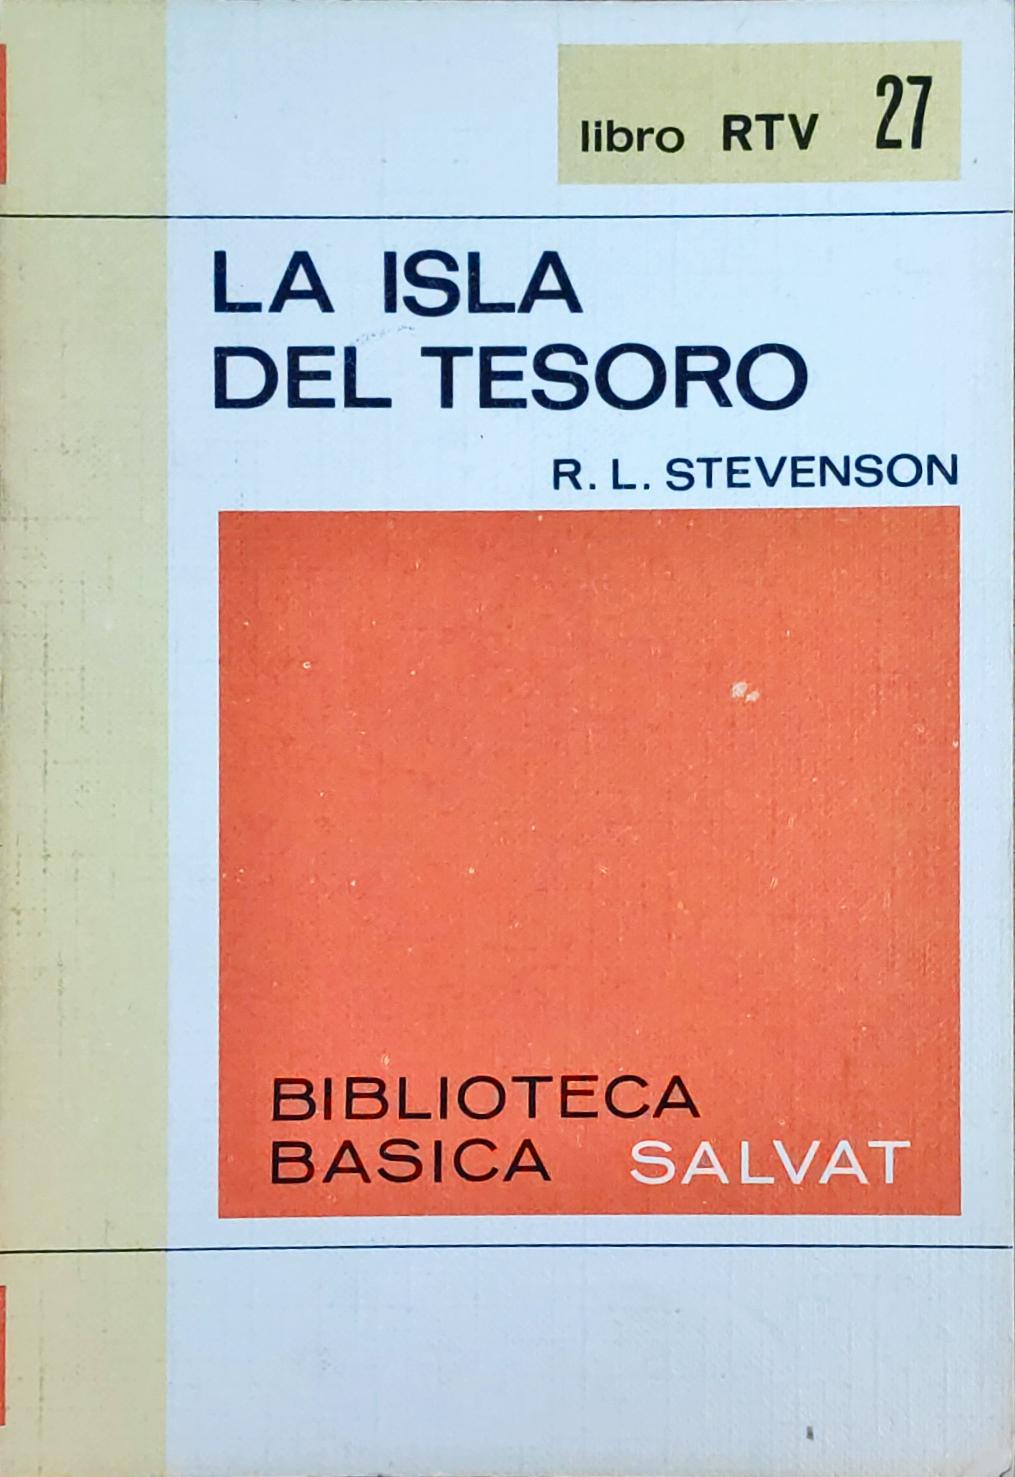 libro RTV 27
LA ISLA
DEL TESORO
R. L. STEVENSON
BIBLIOTECA
BASICA SALVAT